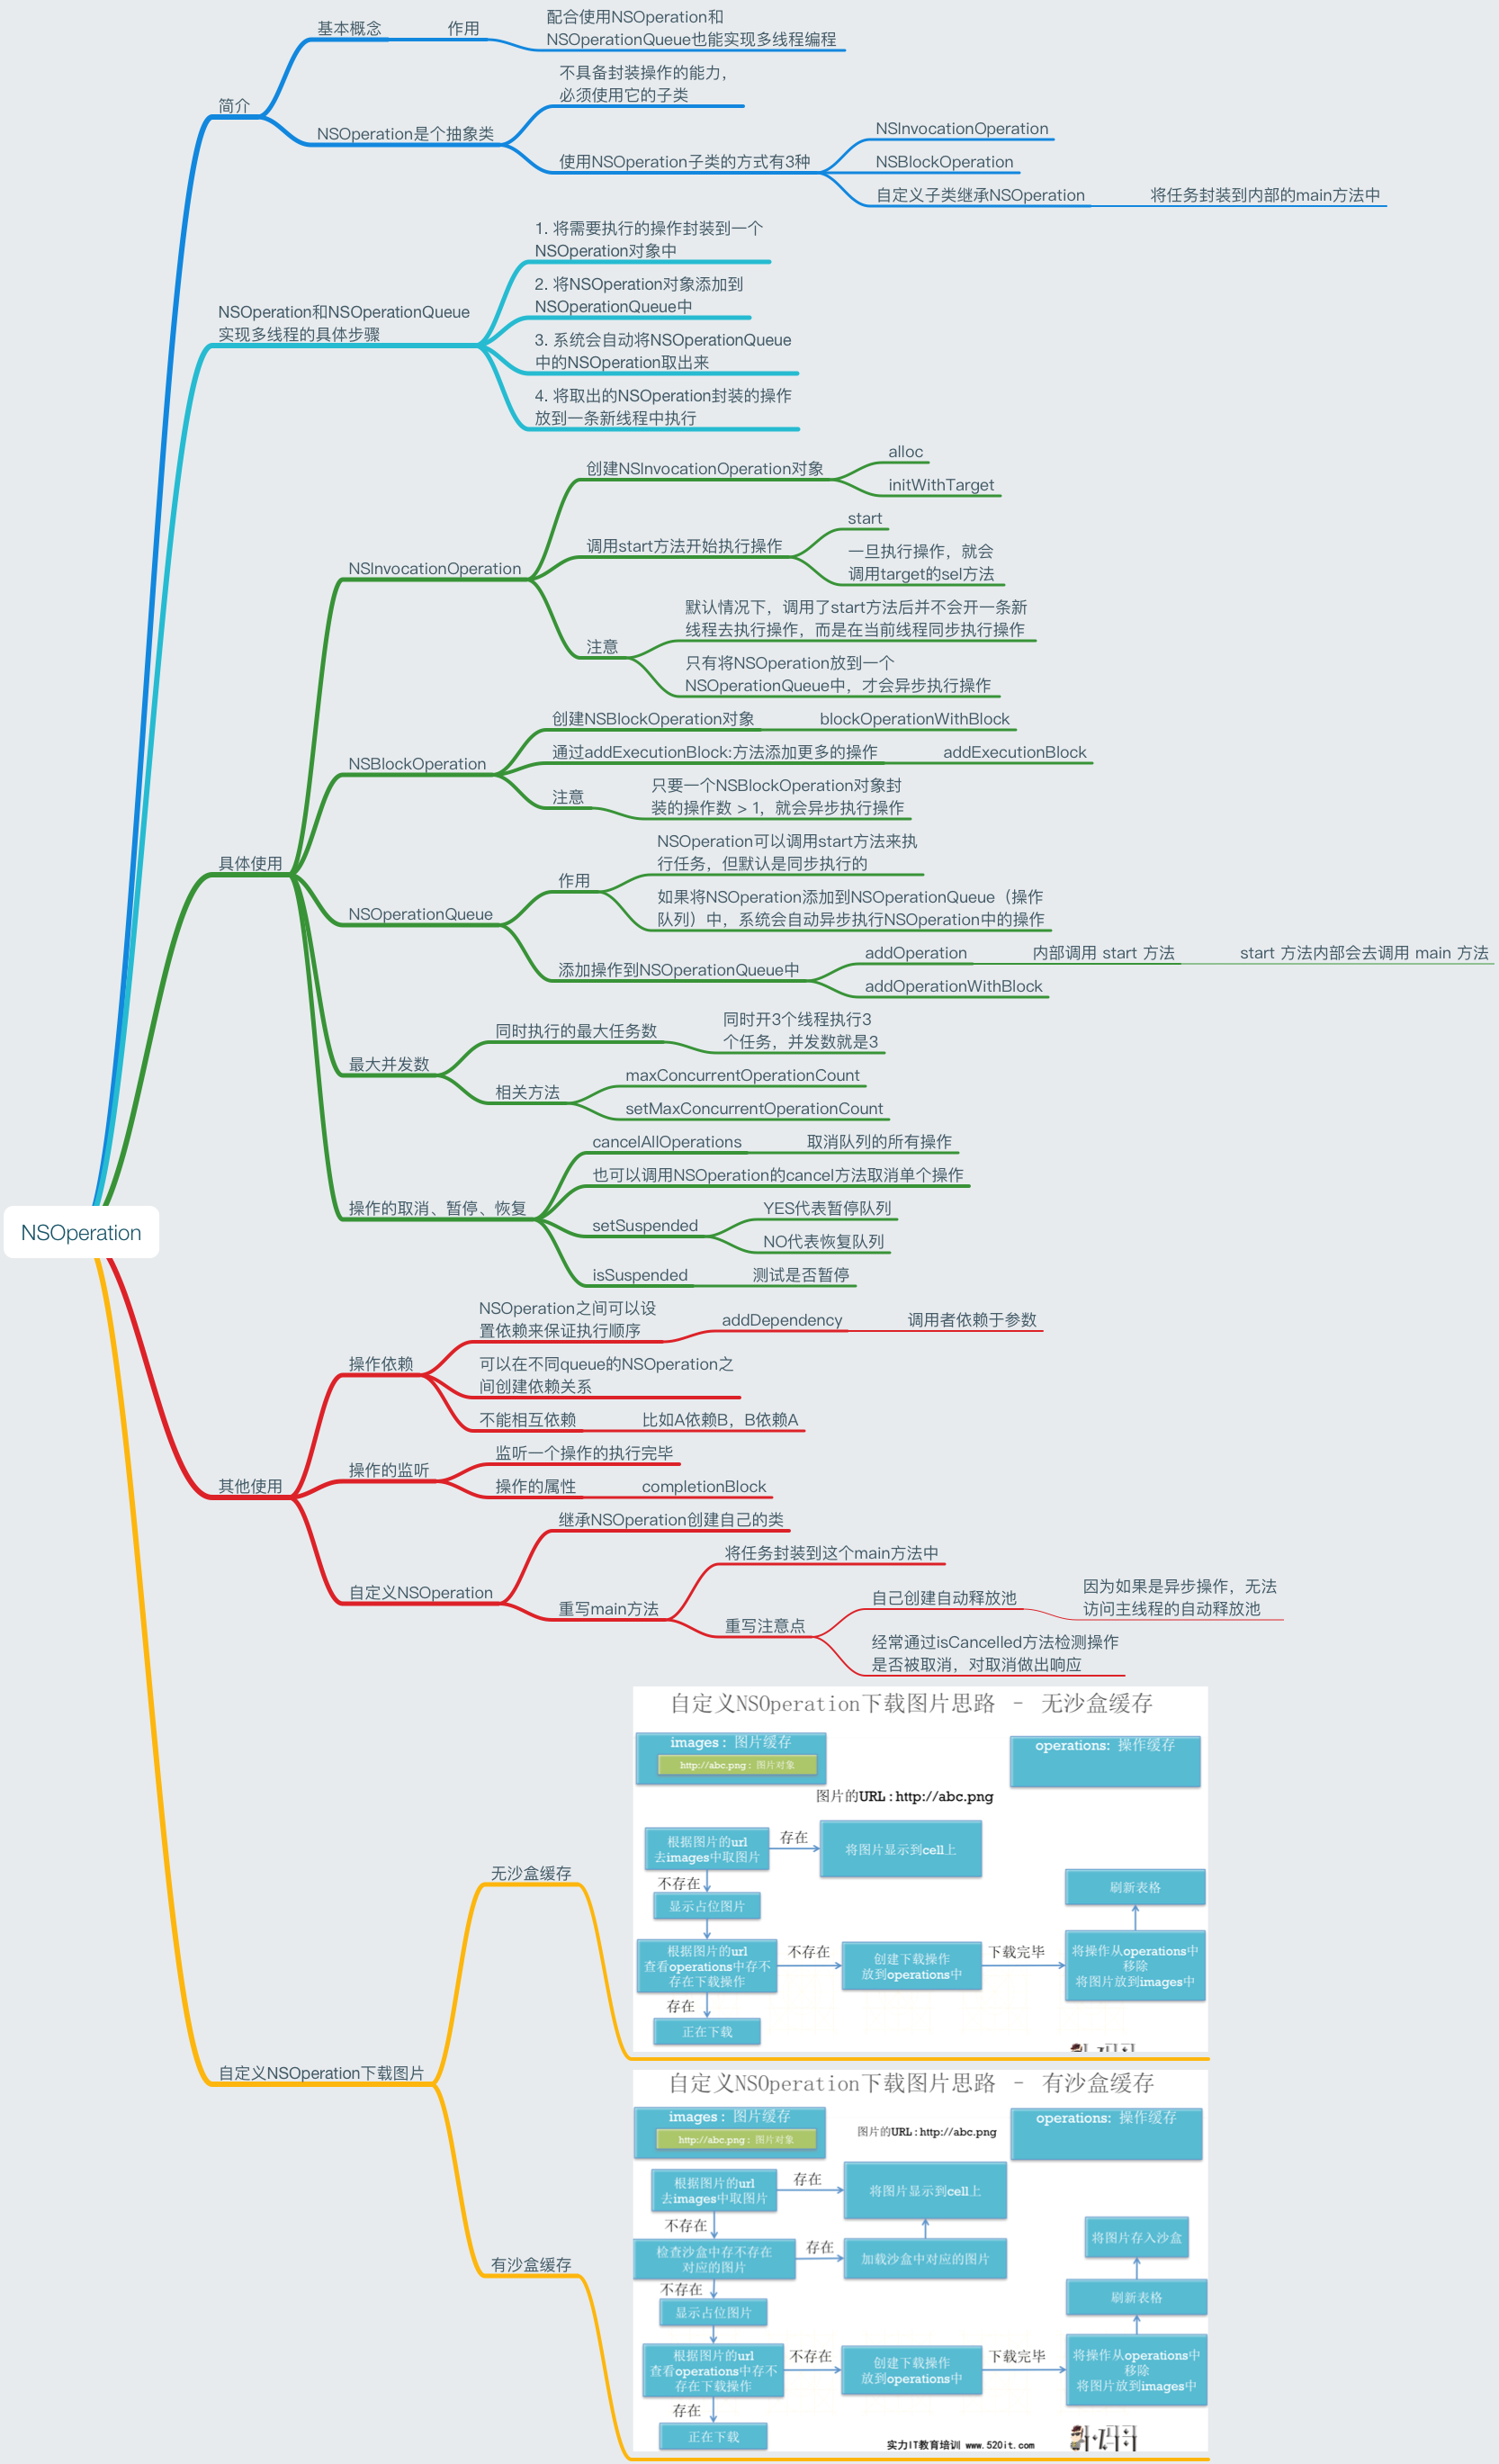 基本概念
作用
配合使用NSOperation和
NSOperationQueue也能实现多线程编程
简介
NSOperation是个抽象类
不具备封装操作的能力，
必须使用它的子类
使用NSOperation子类的方式有3种
NSInvocationOperation
NSBlockOperation
自定义子类继承NSOperation
将任务封装到内部的main方法中
NSOperation和NSOperationQueue
实现多线程的具体步骤
1. 将需要执行的操作封装到一个
NSOperation对象中
2. 将NSOperation对象添加到
NSOperationQueue中
3. 系统会自动将NSOperationQueue
中的NSOperation取出来
4. 将取出的NSOperation封装的操作
放到一条新线程中执行
具体使用
NSInvocationOperation
创建NSInvocationOperation对象
alloc
initWithTarget
调用start方法开始执行操作
start
一旦执行操作，就会
调用target的sel方法
注意
默认情况下，调用了start方法后并不会开一条新
线程去执行操作，而是在当前线程同步执行操作
只有将NSOperation放到一个
NSOperationQueue中，才会异步执行操作
NSBlockOperation
创建NSBlockOperation对象
blockOperationWithBlock
通过addExecutionBlock:方法添加更多的操作
addExecutionBlock
注意
只要一个NSBlockOperation对象封
装的操作数 > 1，就会异步执行操作
NSOperationQueue
作用
NSOperation可以调用start方法来执
行任务，但默认是同步执行的
如果将NSOperation添加到NSOperationQueue（操作
队列）中，系统会自动异步执行NSOperation中的操作
添加操作到NSOperationQueue中
addOperation
内部调用 start 方法
start 方法内部会去调用 main 方法
addOperationWithBlock
最大并发数
同时执行的最大任务数
同时开3个线程执行3
个任务，并发数就是3
相关方法
maxConcurrentOperationCount
setMaxConcurrentOperationCount
操作的取消、暂停、恢复
cancelAllOperations
取消队列的所有操作
也可以调用NSOperation的cancel方法取消单个操作
setSuspended
YES代表暂停队列
NO代表恢复队列
isSuspended
测试是否暂停
NSOperation
其他使用
操作依赖
NSOperation之间可以设
置依赖来保证执行顺序
addDependency
调用者依赖于参数
可以在不同queue的NSOperation之
间创建依赖关系
不能相互依赖
比如A依赖B，B依赖A
操作的监听
监听一个操作的执行完毕
操作的属性
completionBlock
自定义NSOperation
继承NSOperation创建自己的类
重写main方法
将任务封装到这个main方法中
重写注意点
自己创建自动释放池
因为如果是异步操作，无法
访问主线程的自动释放池
经常通过isCancelled方法检测操作
是否被取消，对取消做出响应
自定义NSOperation下载图片
无沙盒缓存
自定义NSOperation下载图片思路 － 无沙盒缓存
images : 图片缓存
http://abc.png : 图片对象
operations: 操作缓存
图片的URL : http://abc.png
根据图片的url
去images中取图片
存在
将图片显示到cell上
不存在
显示占位图片
刷新表格
根据图片的url
查看operations中存不
存在下载操作
不存在
创建下载操作
放到operations中
下载完毕
将操作从operations中
移除
将图片放到images中
存在
正在下载
有沙盒缓存
自定义NSOperation下载图片思路 － 有沙盒缓存
images : 图片缓存
http://abc.png : 图片对象
图片的URL : http://abc.png
operations: 操作缓存
根据图片的url
去images中取图片
存在
将图片显示到cell上
不存在
检查沙盒中存不存在
对应的图片
存在
加载沙盒中对应的图片
将图片存入沙盒
不存在
显示占位图片
刷新表格
根据图片的url
查看operations中存不
存在下载操作
不存在
创建下载操作
放到operations中
下载完毕
将操作从operations中
移除
将图片放到images中
存在
正在下载
实力IT教育培训 www.520it.com